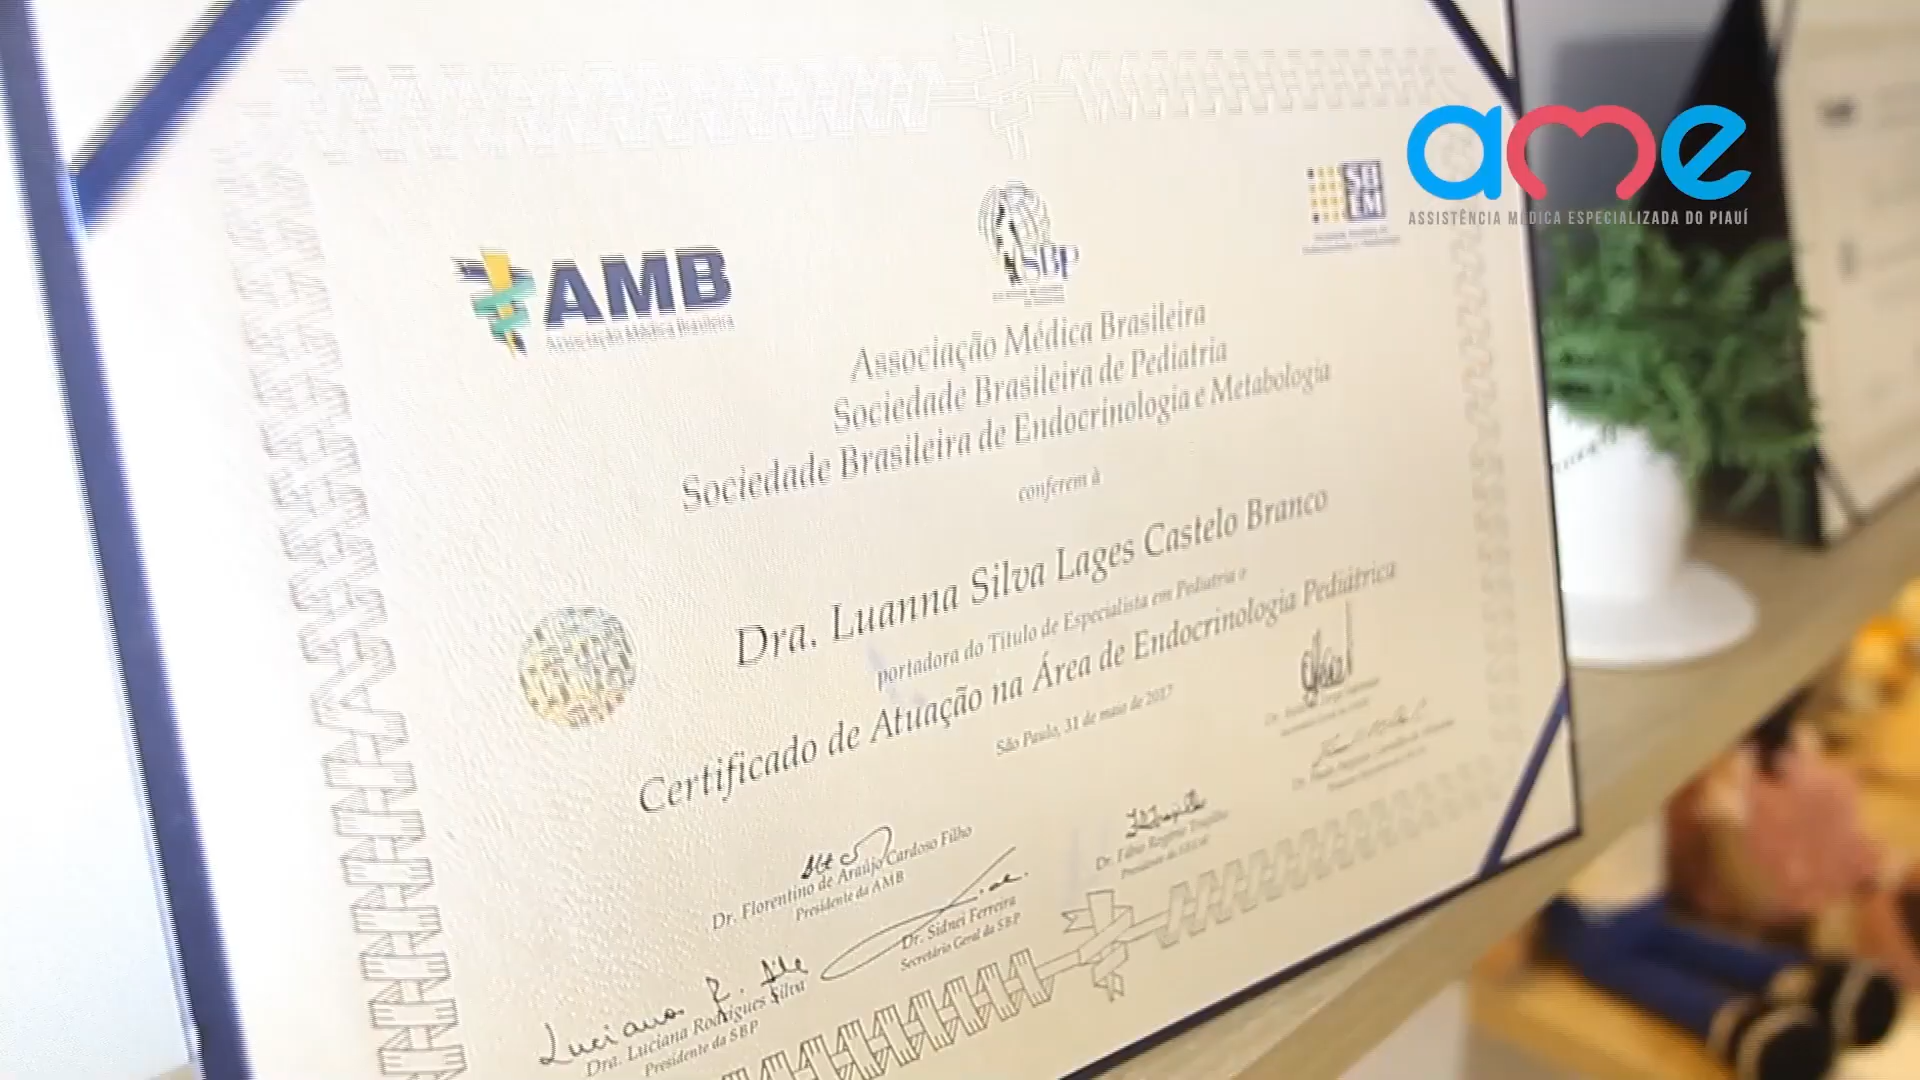 ame
ASSISTÊNCIA MÉDICA ESPECIALIZADA DO PIAUÍ
AMB
Associação Médica Brasileira
SBP
Associação Médica Brasileira
Sociedade Brasileira de Pediatria
Sociedade Brasileira de Endocrinologia e Metabologia
conferem à
Dra. Luanna Silva Lages Castelo Branco
portadora do Título de Especialista em Pediatria e
Certificado de Atuação na Área de Endocrinologia Pediátrica
São Paulo, 31 de maio de 2017
Dr. Florentino de Araújo Cardoso Filho
Presidente da AMB
Dr. Sidnei Ferreira
Secretário Geral da SBP
Dra. Luciana Rodrigues Silva
Presidente da SBP